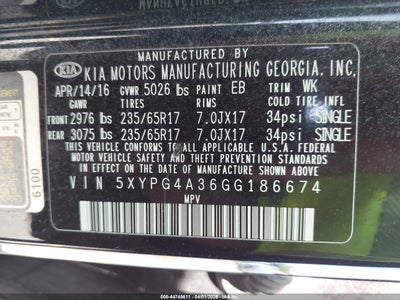 KIA KIA MOTORS MANUFACTURING GEORGIA, INC.
APR/14/16 GVWR 5026 lbs PAINT EB TRIM WK
GAWR TIRES RIMS COLD TIRE INFL
FRONT 2976 lbs 235/65R17 7.0JX17 34psi SINGLE
REAR 3075 lbs 235/65R17 7.0JX17 34psi SINGLE
THIS VEHICLE CONFORMS TO ALL APPLICABLE U.S.A FEDERAL
MOTOR VEHICLE SAFETY AND
THEFT PREVENTION STANDARDS IN EFFECT ON THE DATE OF MANUFACTURE SHOWN ABOVE.
VIN 5XYPG4A36GG186674
MPV
6100
000-44745611 - 04/01/2026 - IAA Inc.